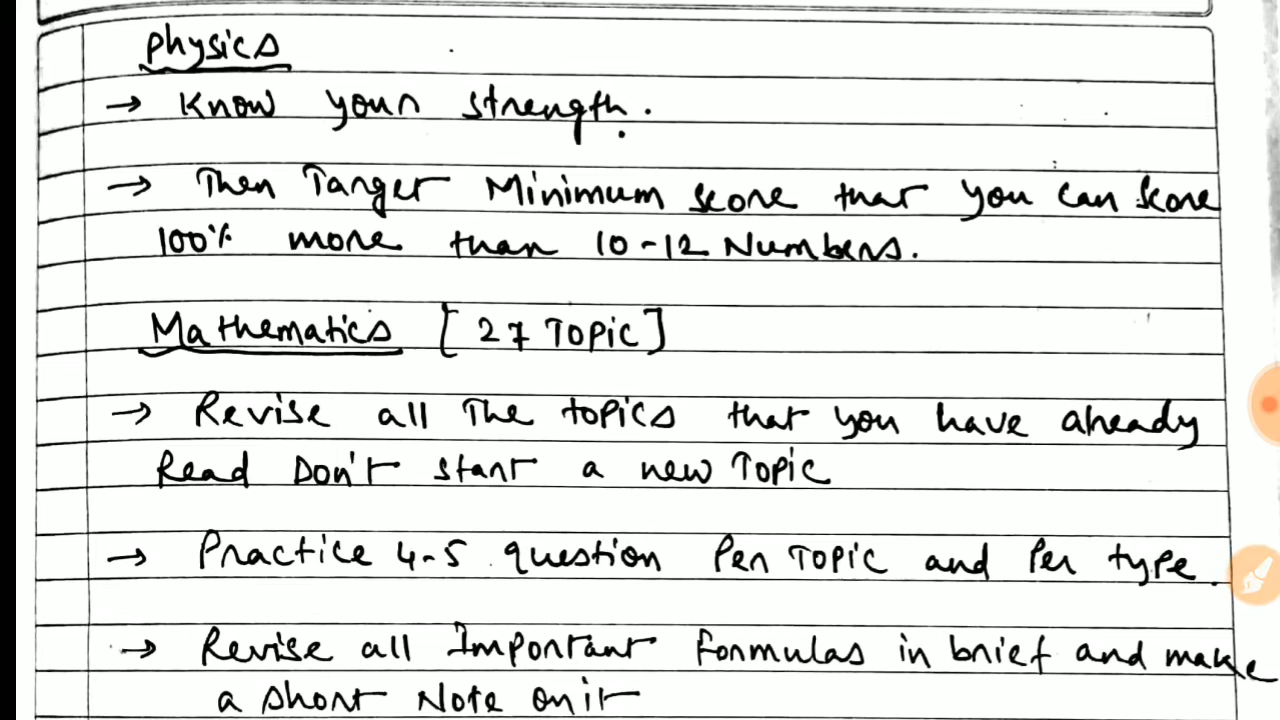 Physics
→ Know your strength.
→ Then Target Minimum score that you can score
100% more than 10-12 Numbers.
Mathematics [27 Topic]
→ Revise all The topics that you have already
Read Don't start a new Topic
→ Practice 4-5 question Per Topic and Per type.
→ Revise all Important formulas in brief and make
a short Note on it